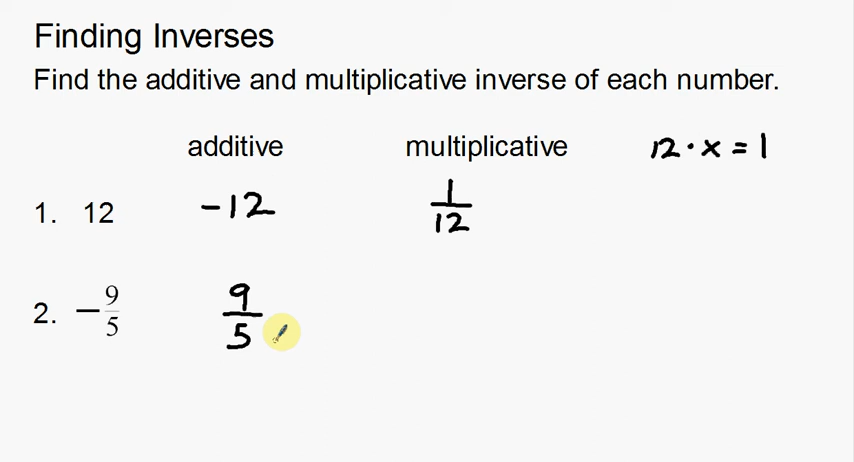 Finding Inverses
Find the additive and multiplicative inverse of each number.
additive multiplicative 12 · x = 1
1. 12 -12 1/12
2. -9/5 9/5